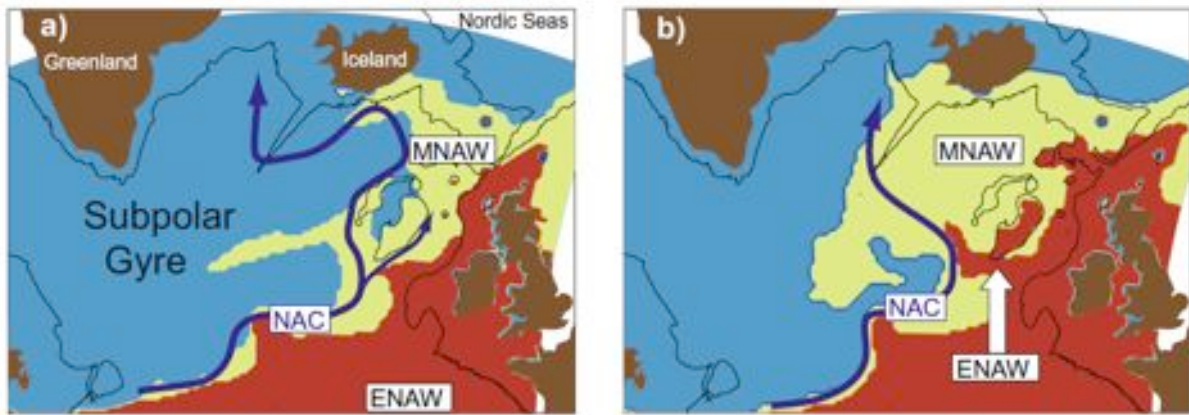 a)
Greenland
Iceland
Nordic Seas
MNAW
Subpolar
Gyre
NAC
ENAW
b)
MNAW
NAC
ENAW